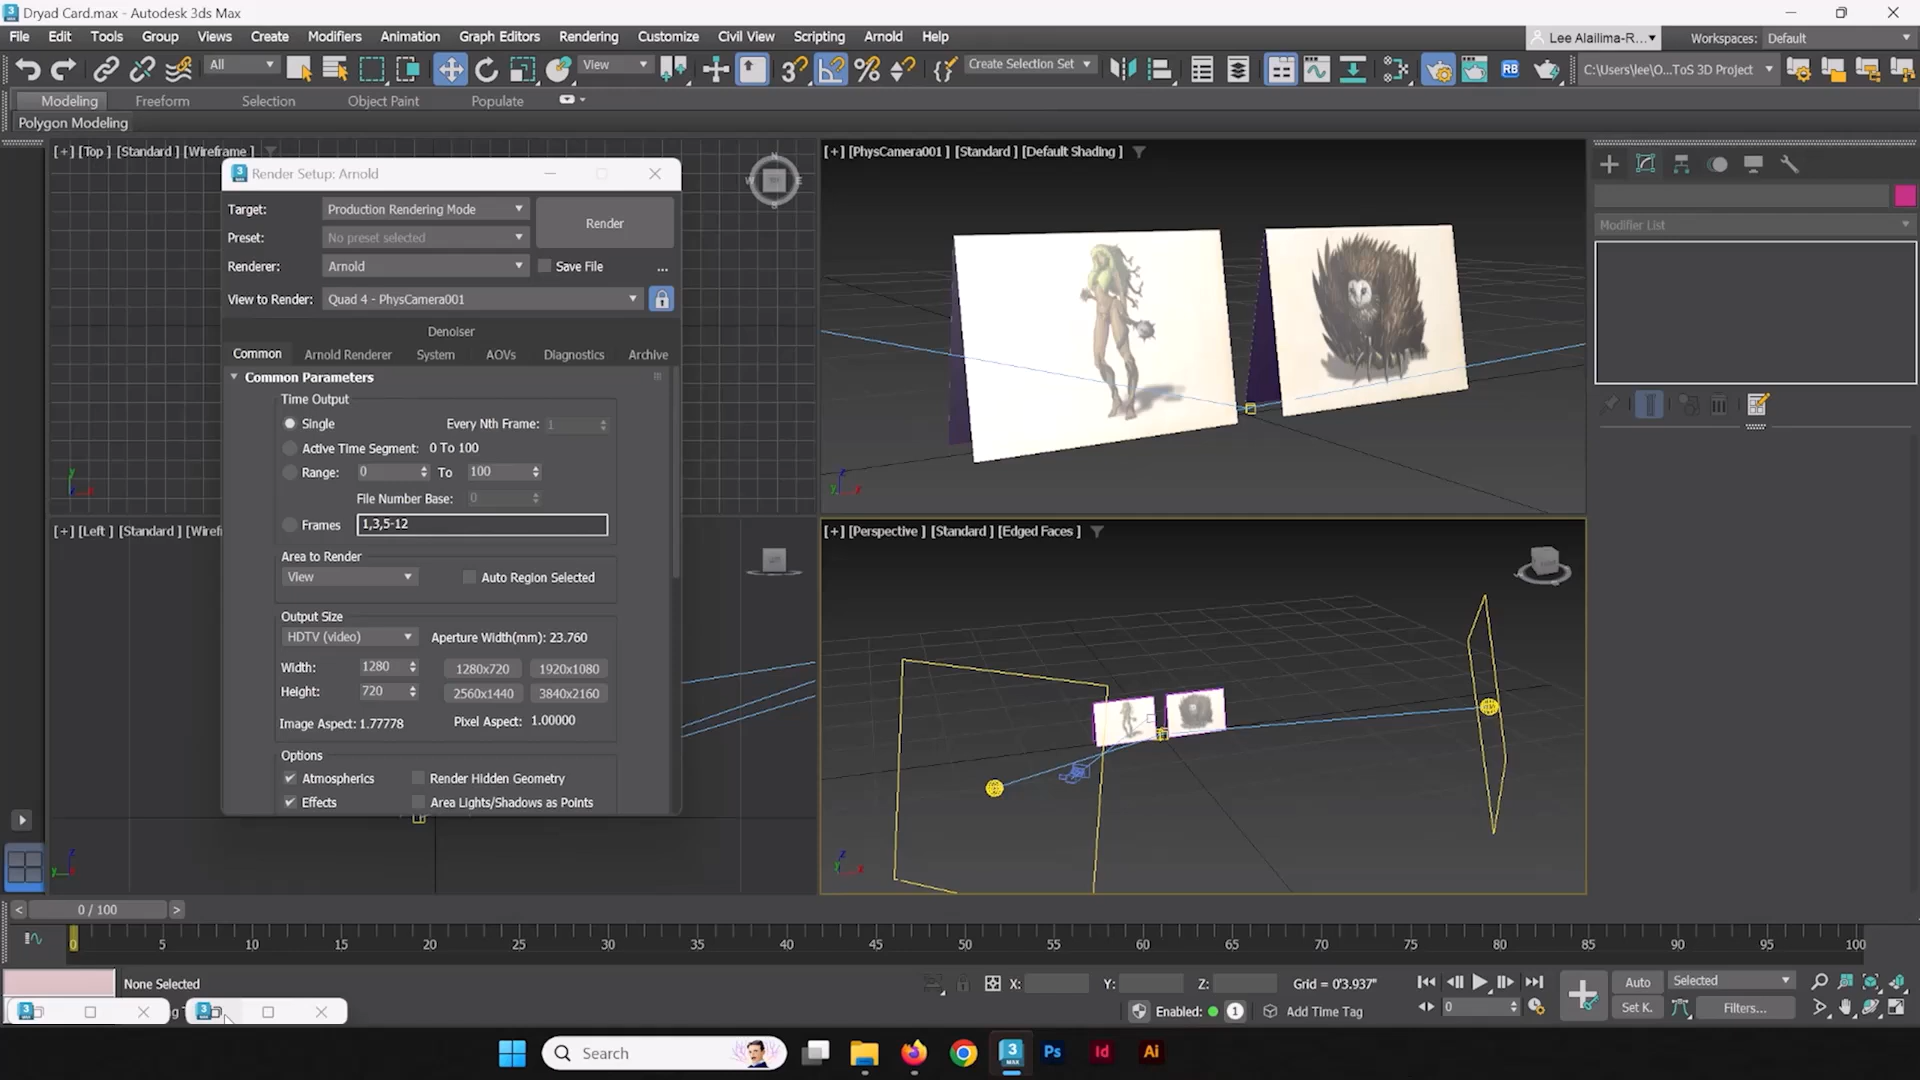 Dryad Card.max - Autodesk 3ds Max
File Edit Tools Group Views Create Modifiers Animation Graph Editors Rendering Customize Civil View Scripting Arnold Help
Lee Alailima-R... Workspaces: Default
All View Create Selection Set RB C:\Users\lee\O...ToS 3D Project
Modeling Freeform Selection Object Paint Populate
Polygon Modeling
[+] [Top ] [Standard ] [Wireframe ]
[+] [PhysCamera001 ] [Standard ] [Default Shading ]
Render Setup: Arnold
Target: Production Rendering Mode
Render
Preset: No preset selected
Renderer: Arnold
Save File ...
View to Render: Quad 4 - PhysCamera001
Denoiser
Common Arnold Renderer System AOVs Diagnostics Archive
Common Parameters
Time Output
Single Every Nth Frame: 1
Active Time Segment: 0 To 100
Range: 0 To 100
File Number Base: 0
Frames 1,3,5-12
Area to Render
View Auto Region Selected
Output Size
HDTV (video) Aperture Width(mm): 23.760
Width: 1280 1280x720 1920x1080
Height: 720 2560x1440 3840x2160
Image Aspect: 1.77778 Pixel Aspect: 1.00000
Options
Atmospherics Render Hidden Geometry
Effects Area Lights/Shadows as Points
Modifier List
[+] [Left ] [Standard ] [Wirefr
[+] [Perspective ] [Standard ] [Edged Faces ]
< 0 / 100 >
0 5 10 15 20 25 30 35 40 45 50 55 60 65 70 75 80 85 90 95 100
None Selected X: Y: Z: Grid = 0'3.937" Auto Selected
Enabled: 1 Add Time Tag 0 Set K. Filters...
Search
3 MAX Ps Id Ai